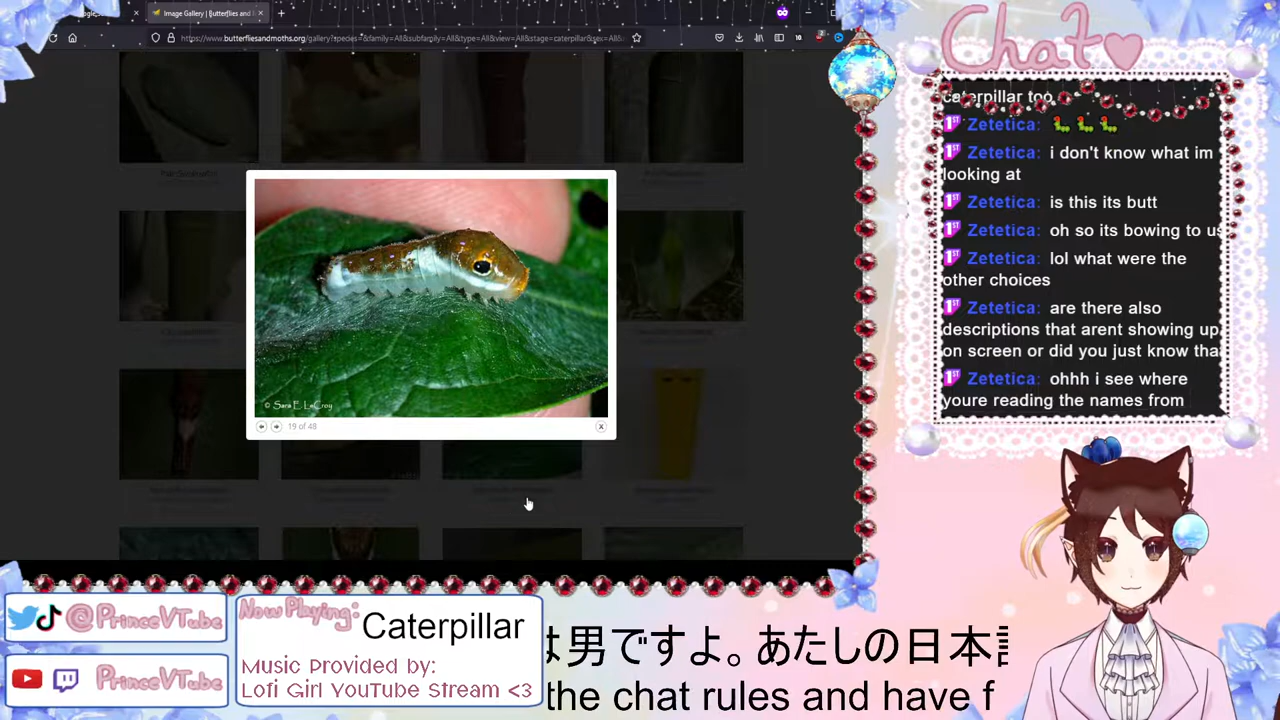 Image Gallery | Butterflies and
https://www.butterfliesandmoths.org/gallery?species=&family=All&subfamily=All&type=All&view=All&stage=caterpillar&sex=All&
© Sara E LaCroy
19 of 48
Chat
caterpillar too
Zetetica: 🐛🐛🐛
Zetetica: i don't know what im
looking at
Zetetica: is this its butt
Zetetica: oh so its bowing to us
Zetetica: lol what were the
other choices
Zetetica: are there also
descriptions that arent showing up
on screen or did you just know tha
Zetetica: ohhh i see where
youre reading the names from
@PrinceVTube
PrinceVTube
Now Playing:
Caterpillar
Music Provided by:
Lofi Girl YouTube Stream <3
は男ですよ。あたしの日本語
the chat rules and have f